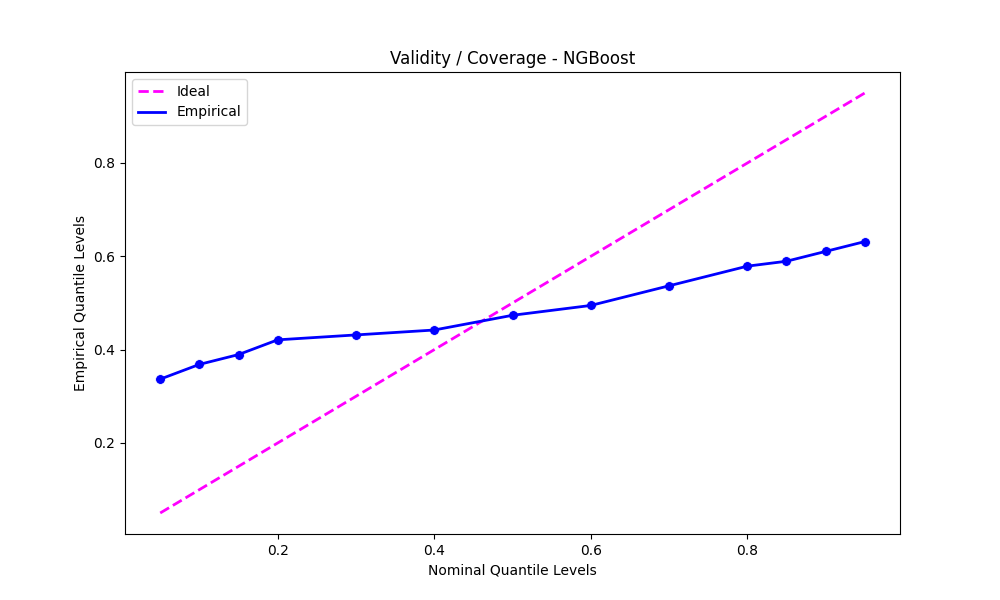 Validity / Coverage - NGBoost
Ideal
Empirical
Empirical Quantile Levels
0.8
0.6
0.4
0.2
0.2
0.4
0.6
0.8
Nominal Quantile Levels